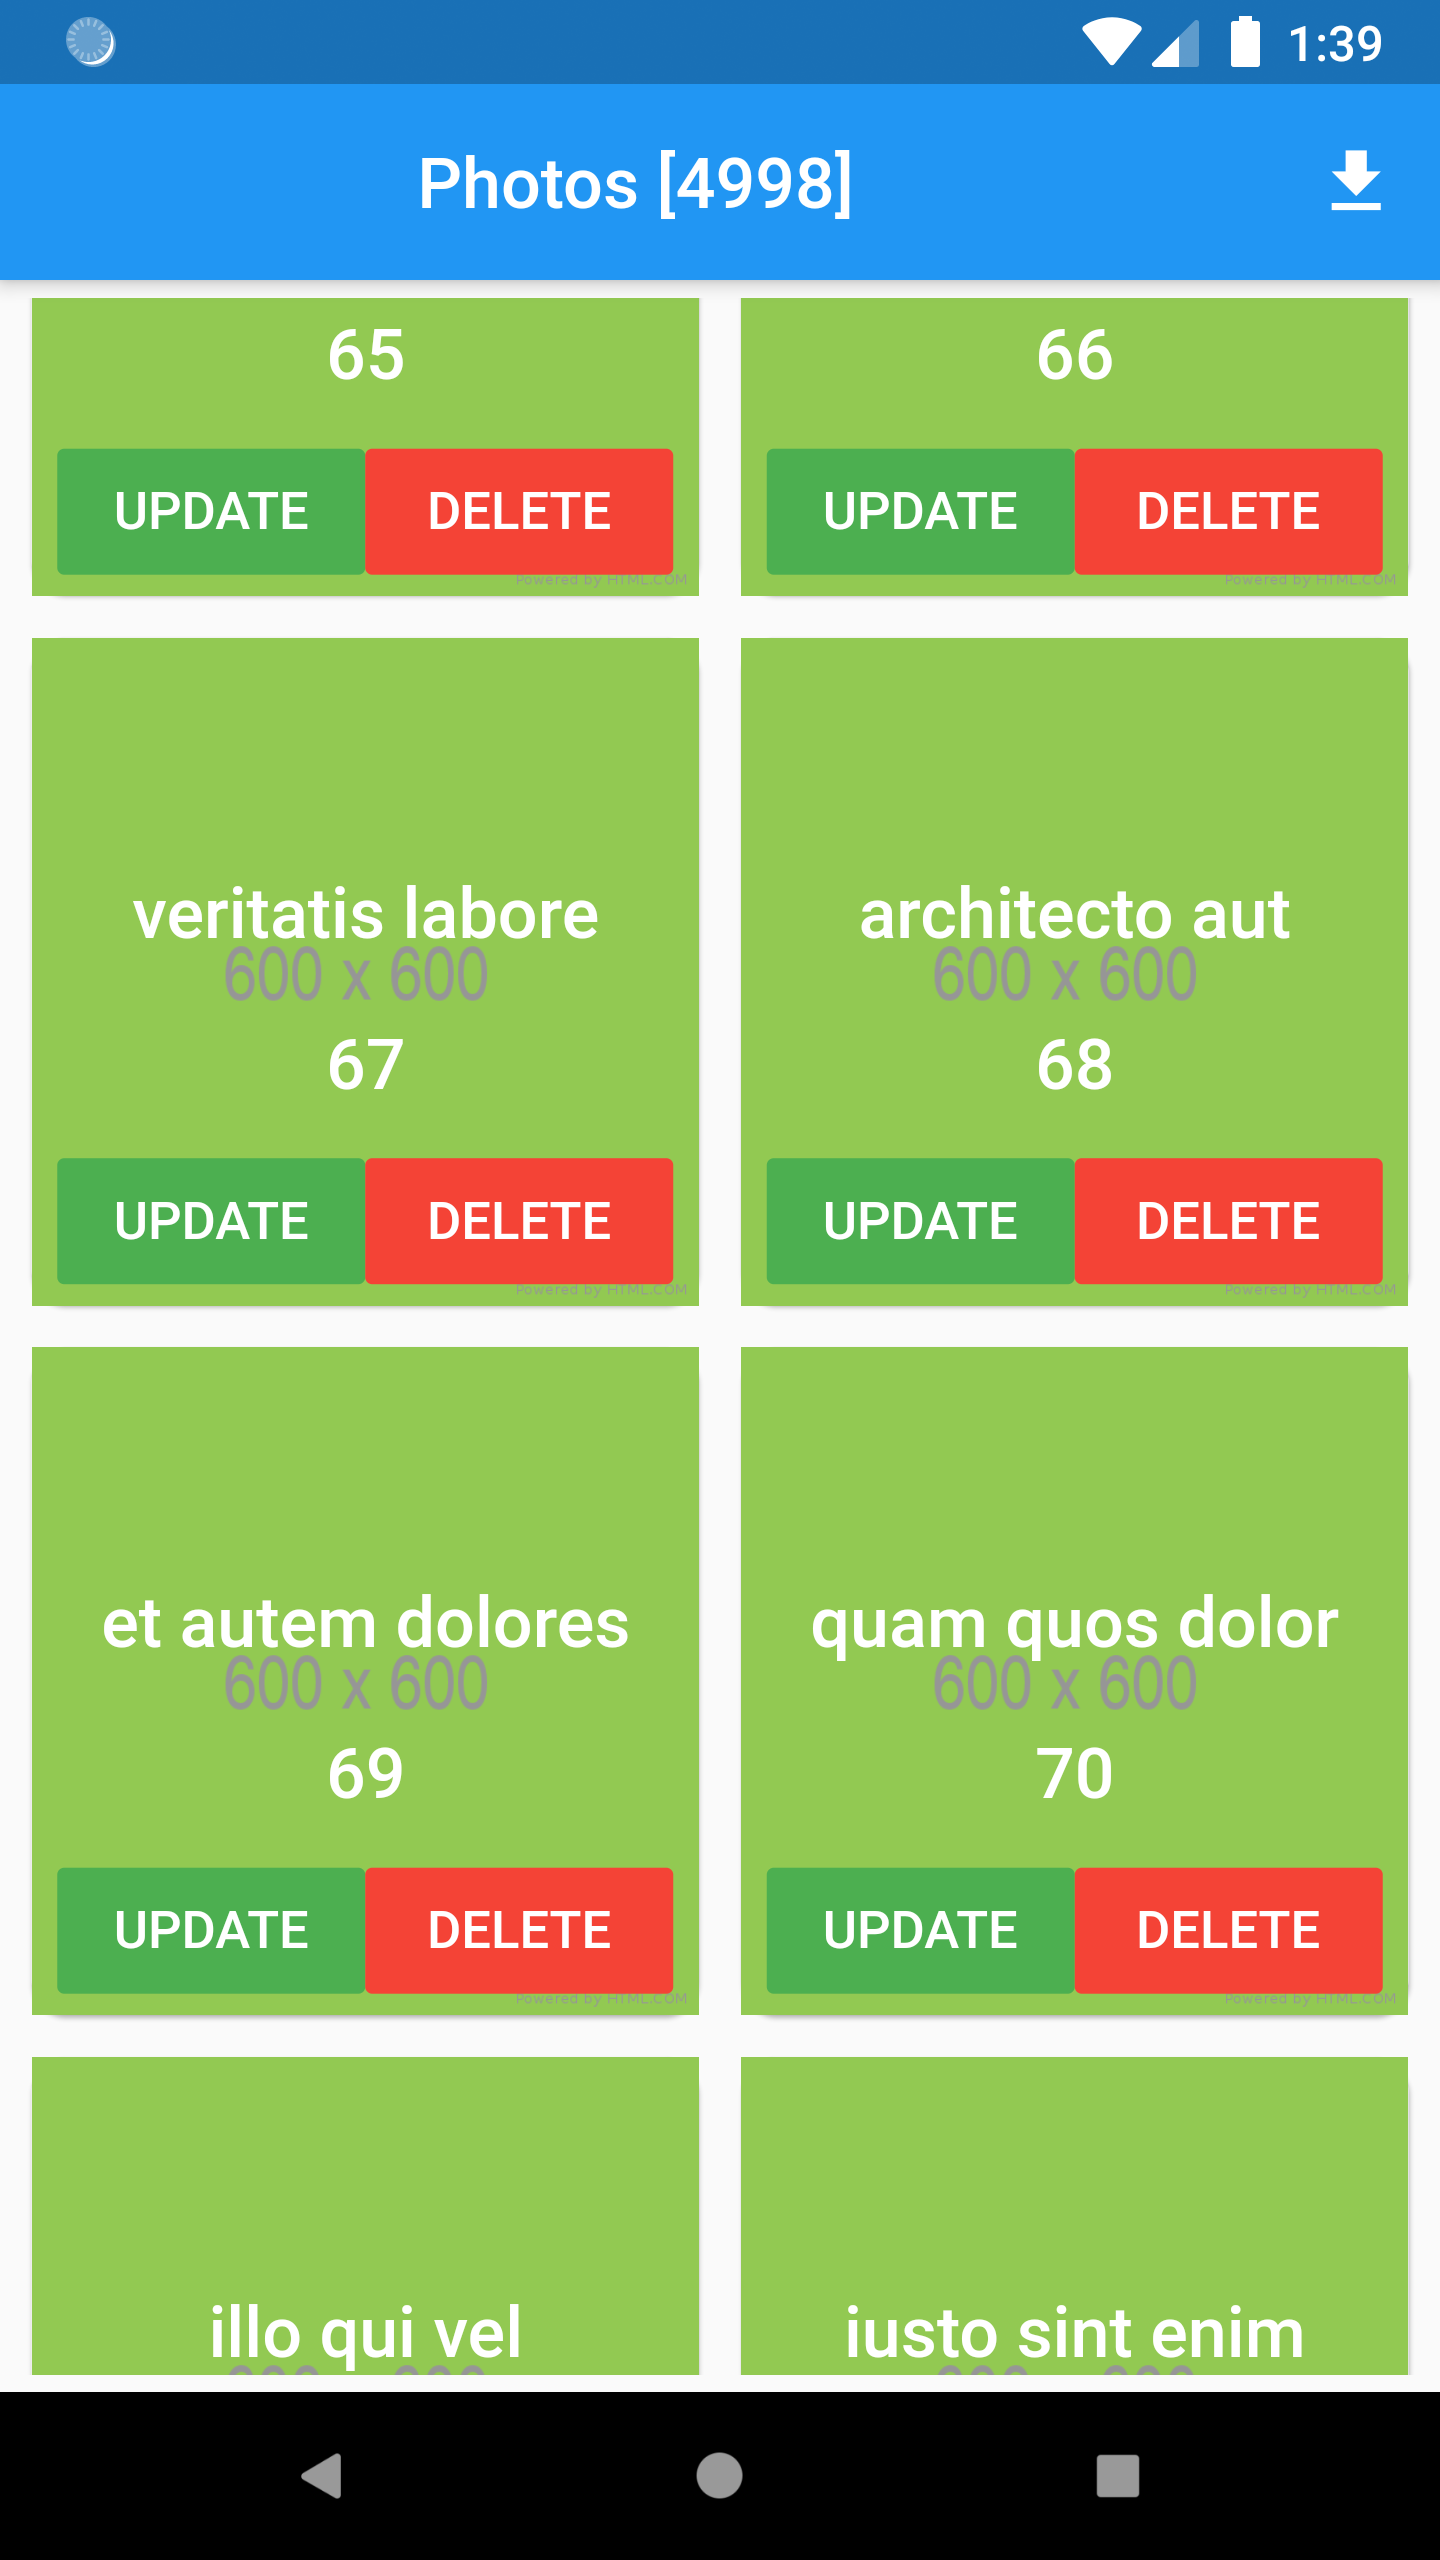 1:39
Photos [4998]
65
66
UPDATE DELETE
UPDATE DELETE
Powered by HTML.COM
Powered by HTML.COM
veritatis labore
600 x 600
67
UPDATE DELETE
Powered by HTML.COM
architecto aut
600 x 600
68
UPDATE DELETE
Powered by HTML.COM
et autem dolores
600 x 600
69
UPDATE DELETE
Powered by HTML.COM
quam quos dolor
600 x 600
70
UPDATE DELETE
Powered by HTML.COM
illo qui vel
iusto sint enim